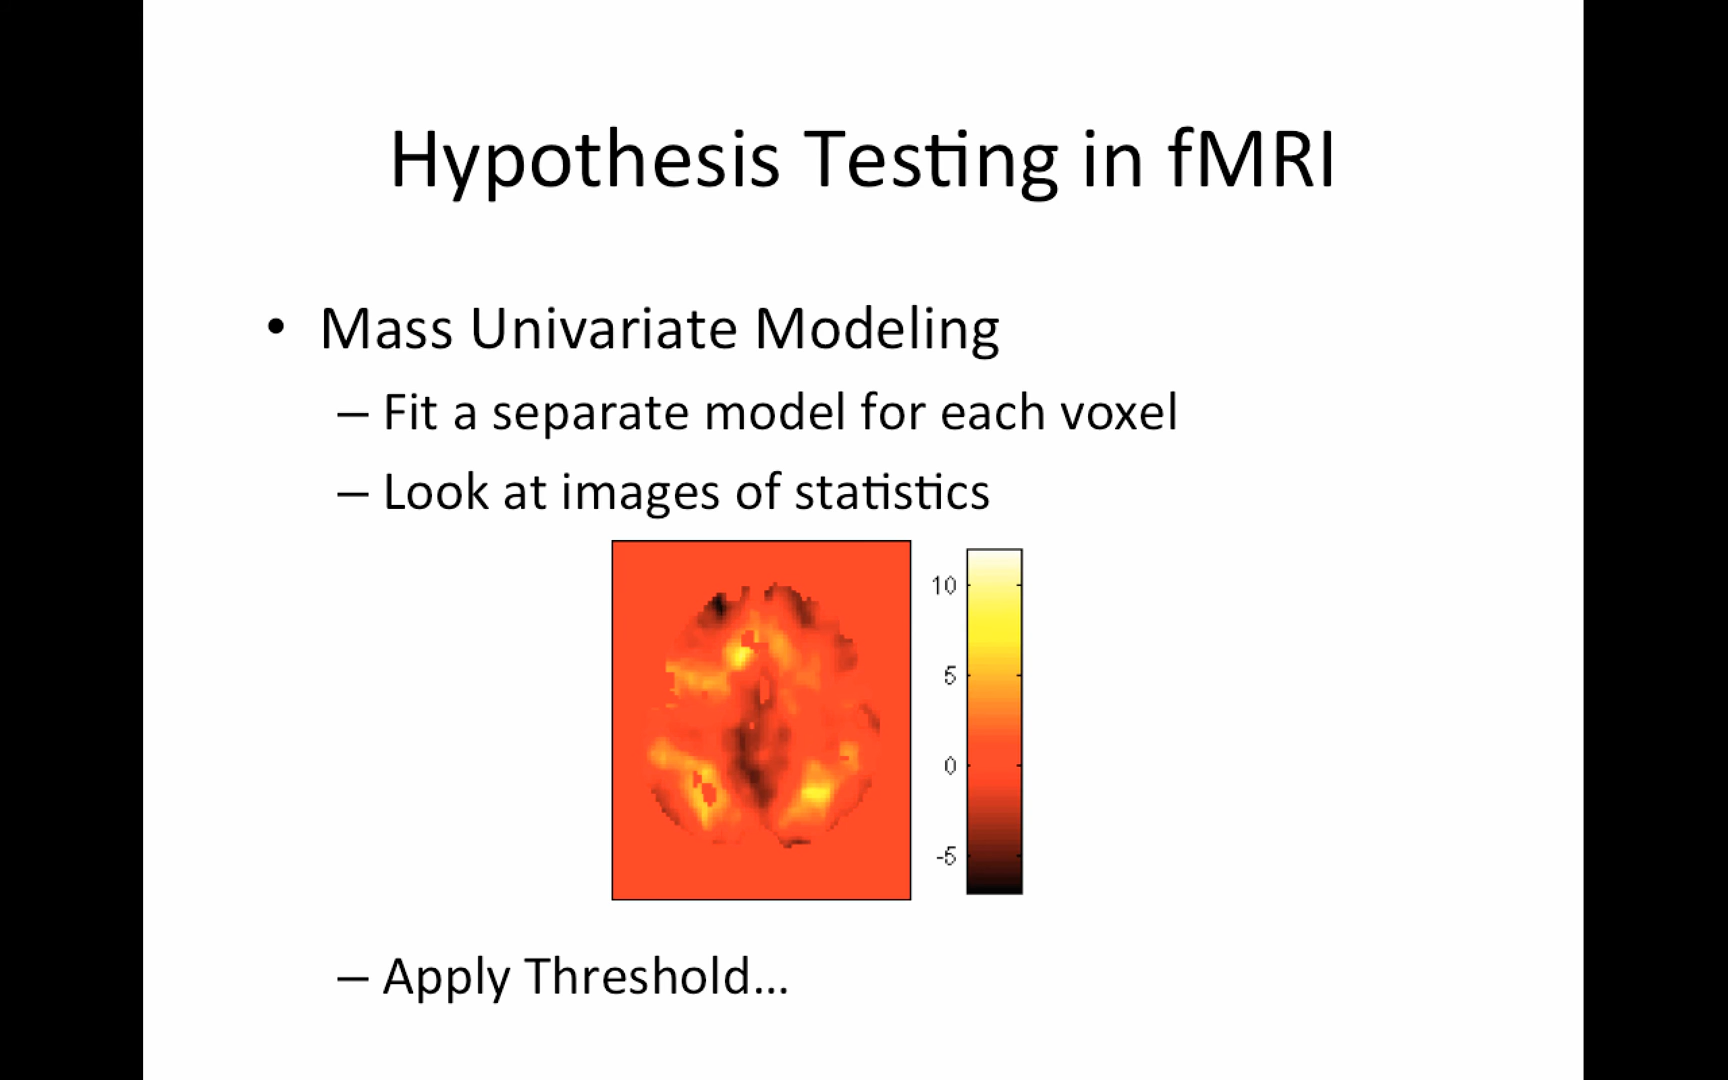 Hypothesis Testing in fMRI
• Mass Univariate Modeling
– Fit a separate model for each voxel
– Look at images of statistics
10
5
0
-5
– Apply Threshold…